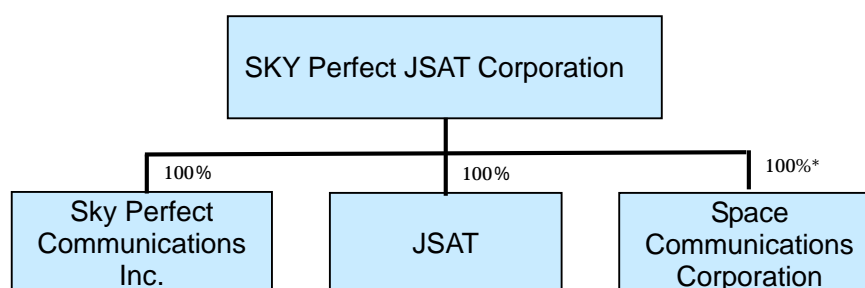 SKY Perfect JSAT Corporation
100%
100%
100%*
Sky Perfect
Communications
Inc.
JSAT
Space
Communications
Corporation